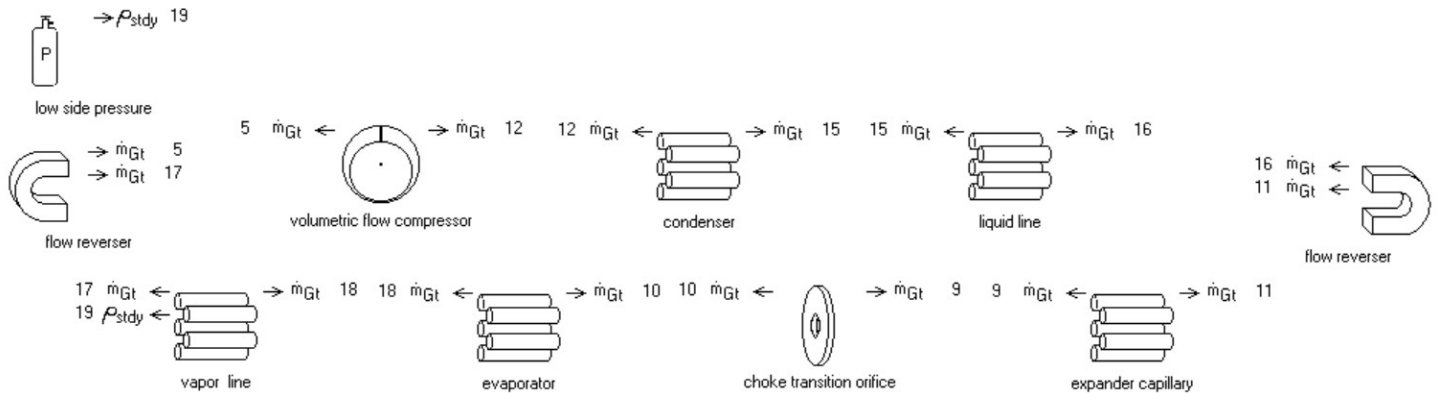 →ρstdy 19
P
low side pressure
→ ṁGt 5
→ ṁGt 17
flow reverser
5 ṁGt ← → ṁGt 12
volumetric flow compressor
12 ṁGt ← → ṁGt 15
condenser
15 ṁGt ← → ṁGt 16
liquid line
16 ṁGt ←
11 ṁGt ←
flow reverser
17 ṁGt ← → ṁGt 18
19 ρstdy ←
vapor line
18 ṁGt ← → ṁGt 10
evaporator
10 ṁGt ← → ṁGt 9
choke transition orifice
9 ṁGt ← → ṁGt 11
expander capillary